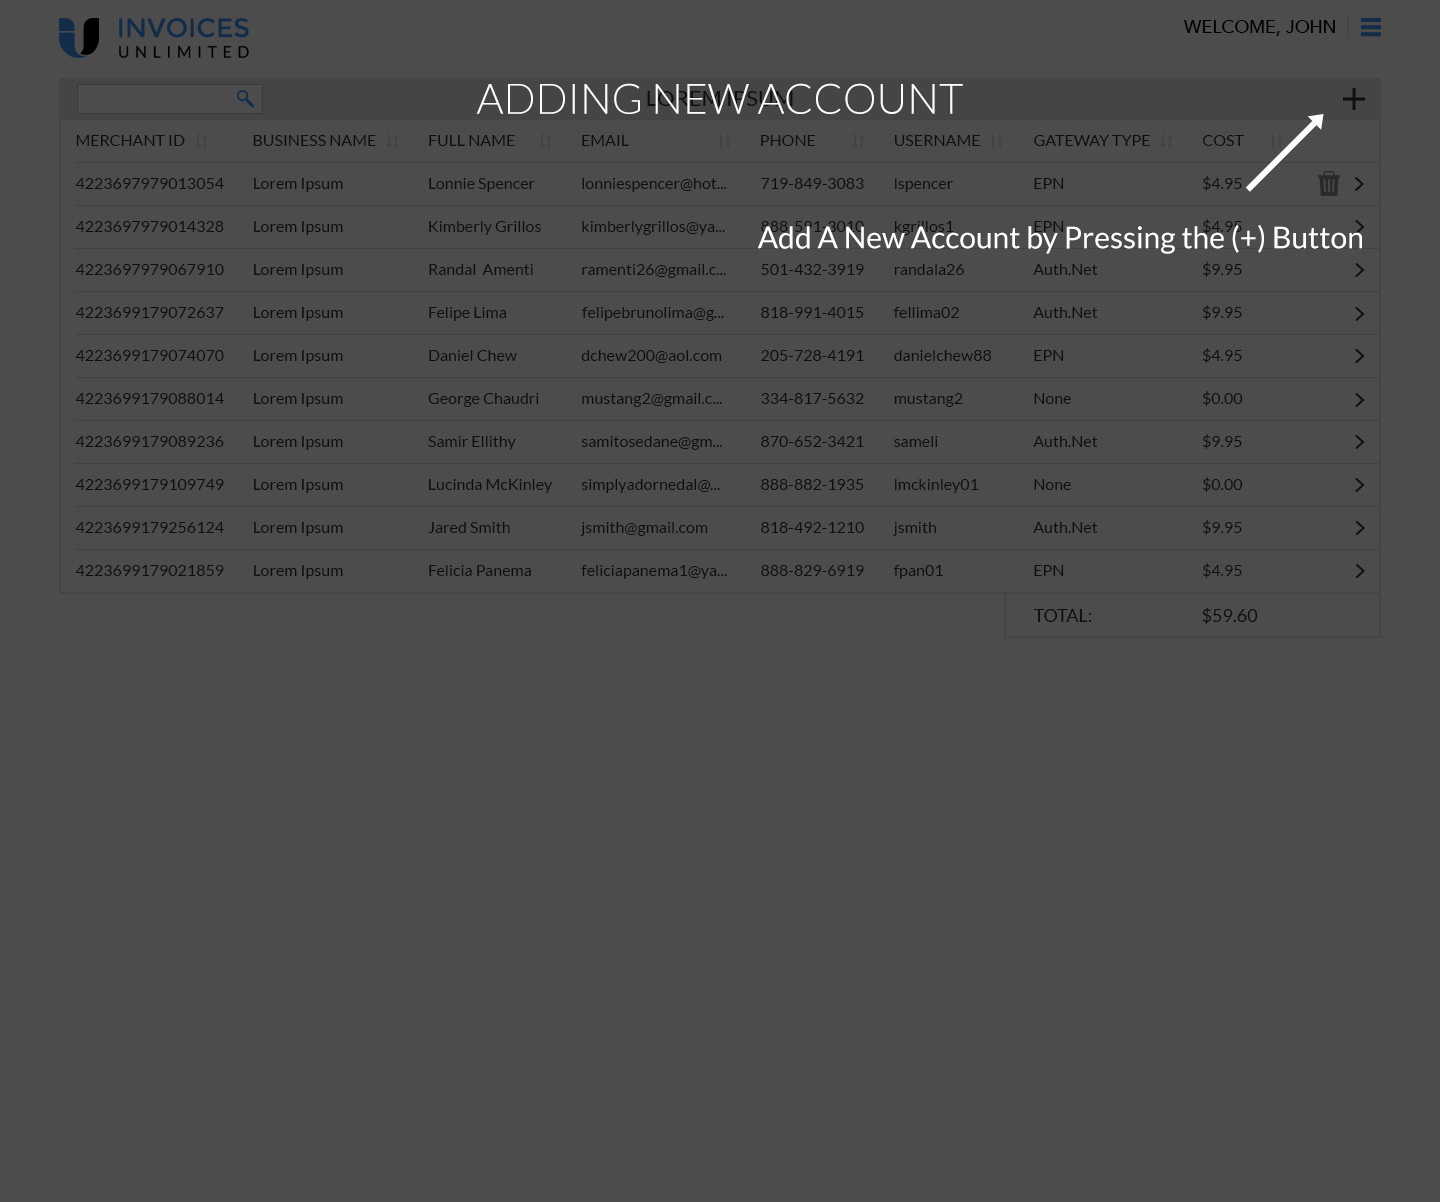 INVOICES
UNLIMITED
WELCOME, JOHN
LOREM IPSUM
ADDING NEW ACCOUNT
MERCHANT ID BUSINESS NAME FULL NAME EMAIL PHONE USERNAME GATEWAY TYPE COST
4223697979013054 Lorem Ipsum Lonnie Spencer lonniespencer@hot... 719-849-3083 lspencer EPN $4.95
4223697979014328 Lorem Ipsum Kimberly Grillos kimberlygrillos@ya... 888-591-3010 kgrillos1 EPN $4.95
Add A New Account by Pressing the (+) Button
4223697979067910 Lorem Ipsum Randal Amenti ramenti26@gmail.c... 501-432-3919 randala26 Auth.Net $9.95
4223699179072637 Lorem Ipsum Felipe Lima felipebrunolima@g... 818-991-4015 fellima02 Auth.Net $9.95
4223699179074070 Lorem Ipsum Daniel Chew dchew200@aol.com 205-728-4191 danielchew88 EPN $4.95
4223699179088014 Lorem Ipsum George Chaudri mustang2@gmail.c... 334-817-5632 mustang2 None $0.00
4223699179089236 Lorem Ipsum Samir Ellithy samitosedane@gm... 870-652-3421 sameli Auth.Net $9.95
4223699179109749 Lorem Ipsum Lucinda McKinley simplyadornedal@... 888-882-1935 lmckinley01 None $0.00
4223699179256124 Lorem Ipsum Jared Smith jsmith@gmail.com 818-492-1210 jsmith Auth.Net $9.95
4223699179021859 Lorem Ipsum Felicia Panema feliciapanema1@ya... 888-829-6919 fpan01 EPN $4.95
TOTAL: $59.60